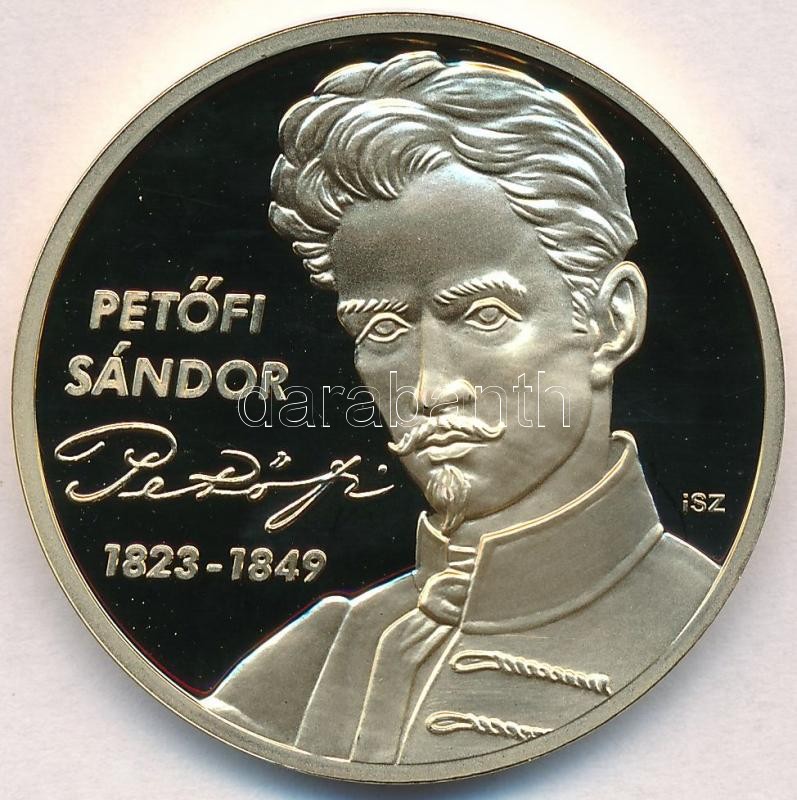 PETŐFI
SÁNDOR
darabanth
Petőfi
1823-1849
iSZ